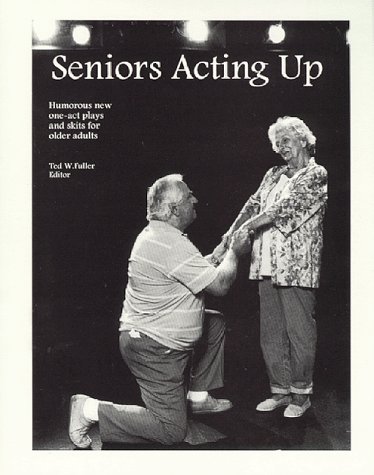 Seniors Acting Up
Humorous new
one-act plays
and skits for
older adults
Ted W. Fuller
Editor